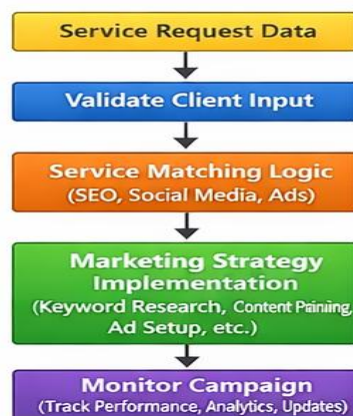 Service Request Data
Validate Client Input
Service Matching Logic
(SEO, Social Media, Ads)
Marketing Strategy
Implementation
(Keyword Research, Content
Ad Setup, etc.)
Monitor Campaign
(Track Performance, Analytics, Updates)